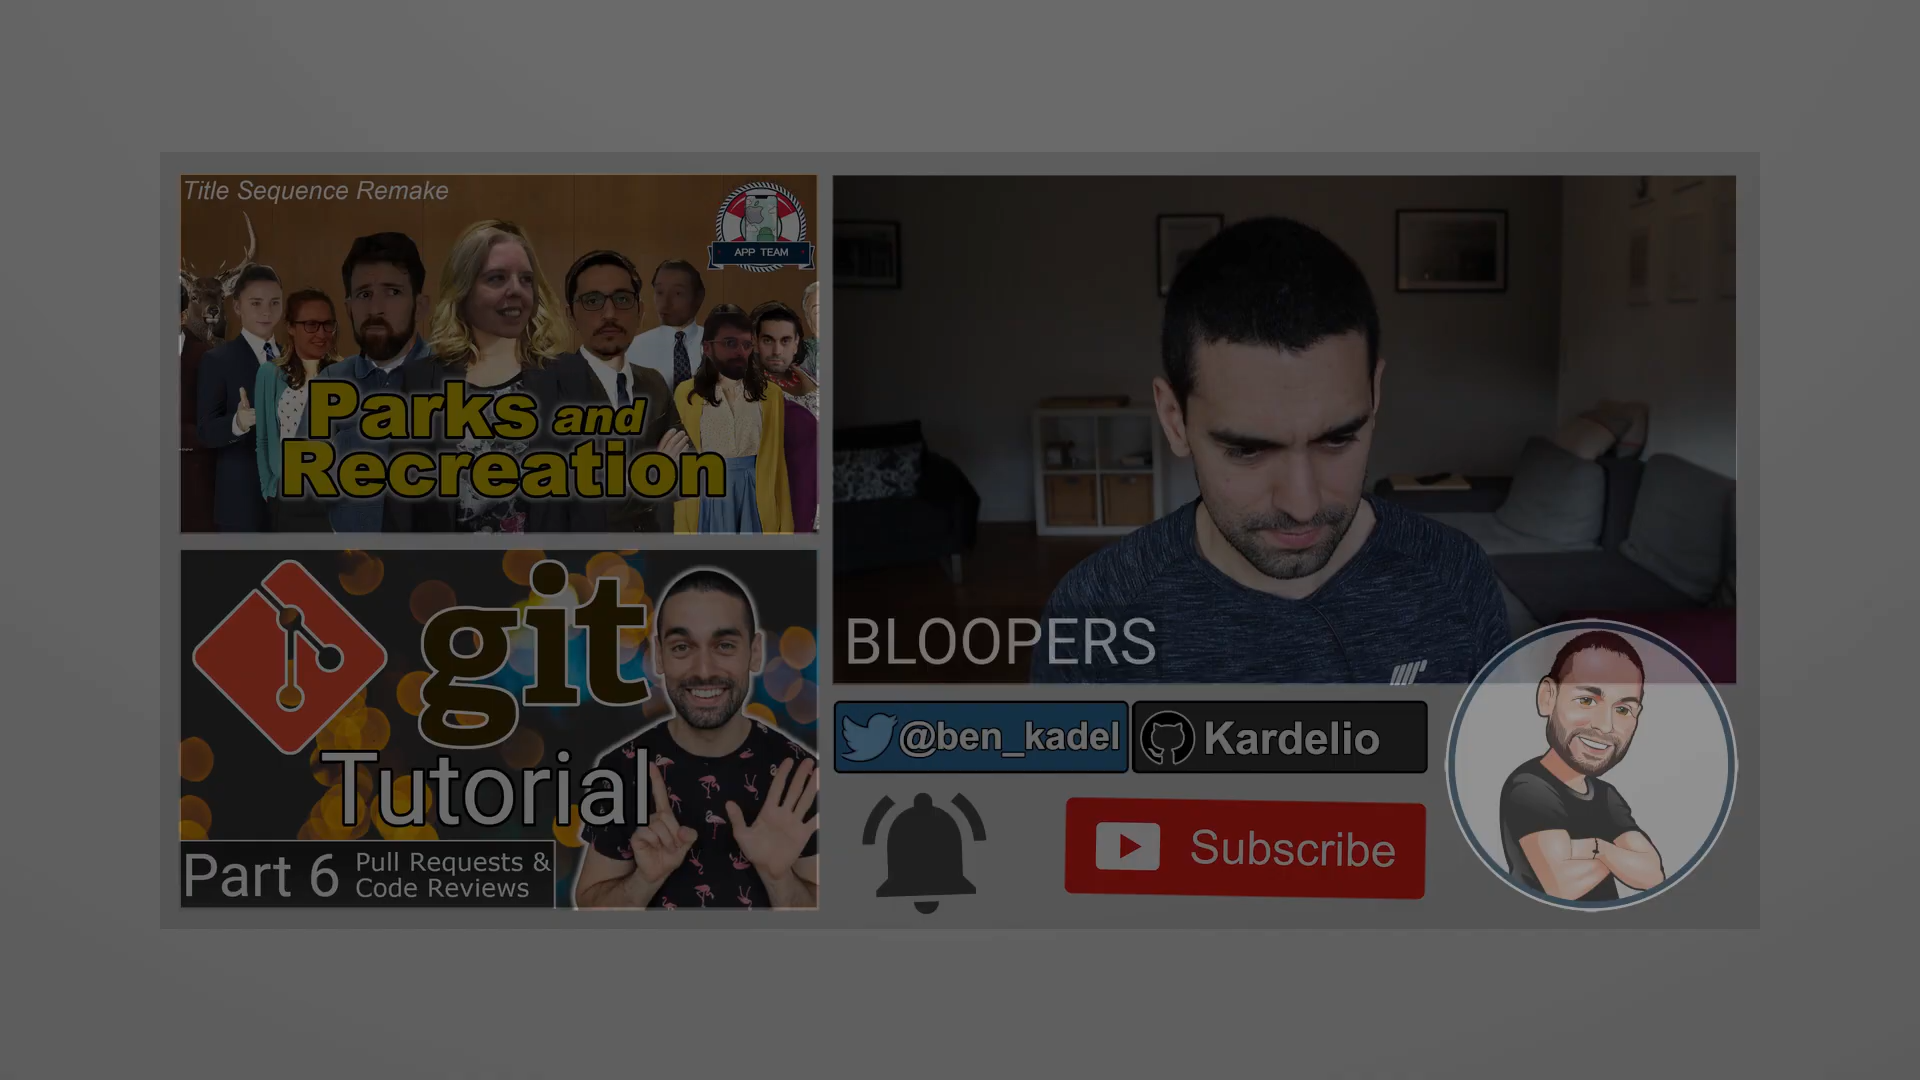 Title Sequence Remake
APP TEAM
Parks and
Recreation
git
Tutorial
Part 6
Pull Requests &
Code Reviews
BLOOPERS
@ben_kadel
Kardelio
Subscribe